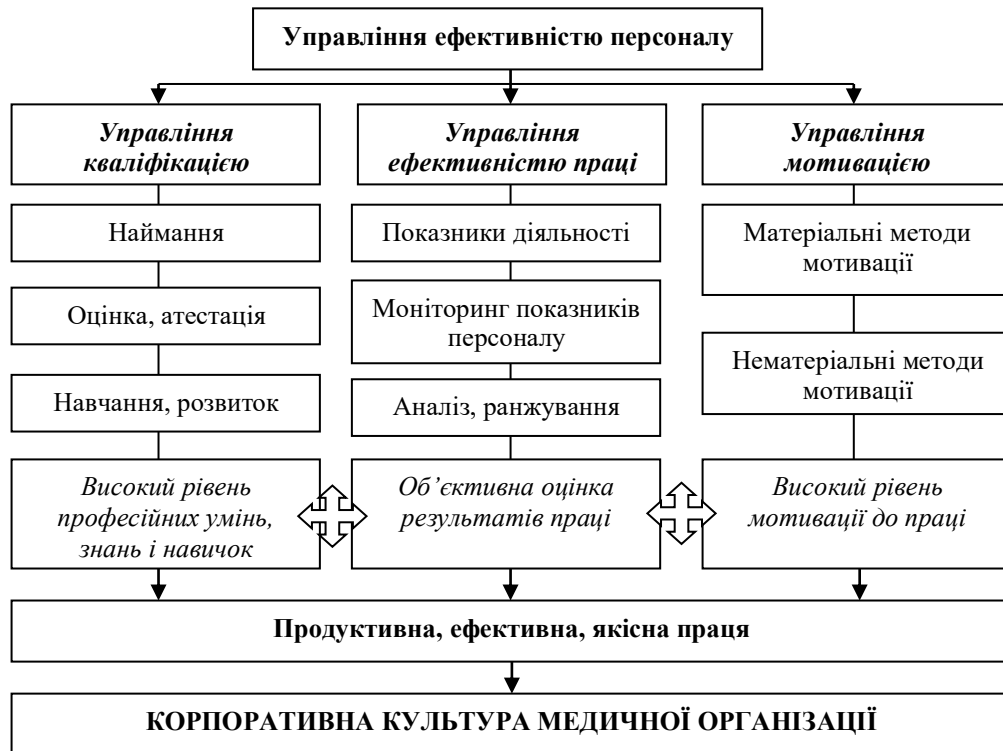 Управління ефективністю персоналу
Управління
кваліфікацією
Наймання
Оцінка, атестація
Навчання, розвиток
Високий рівень
професійних умінь,
знань і навичок
Управління
ефективністю праці
Показники діяльності
Моніторинг показників
персоналу
Аналіз, ранжування
Об’єктивна оцінка
результатів праці
Управління
мотивацією
Матеріальні методи
мотивації
Нематеріальні методи
мотивації
Високий рівень
мотивації до праці
Продуктивна, ефективна, якісна праця
КОРПОРАТИВНА КУЛЬТУРА МЕДИЧНОЇ ОРГАНІЗАЦІЇ